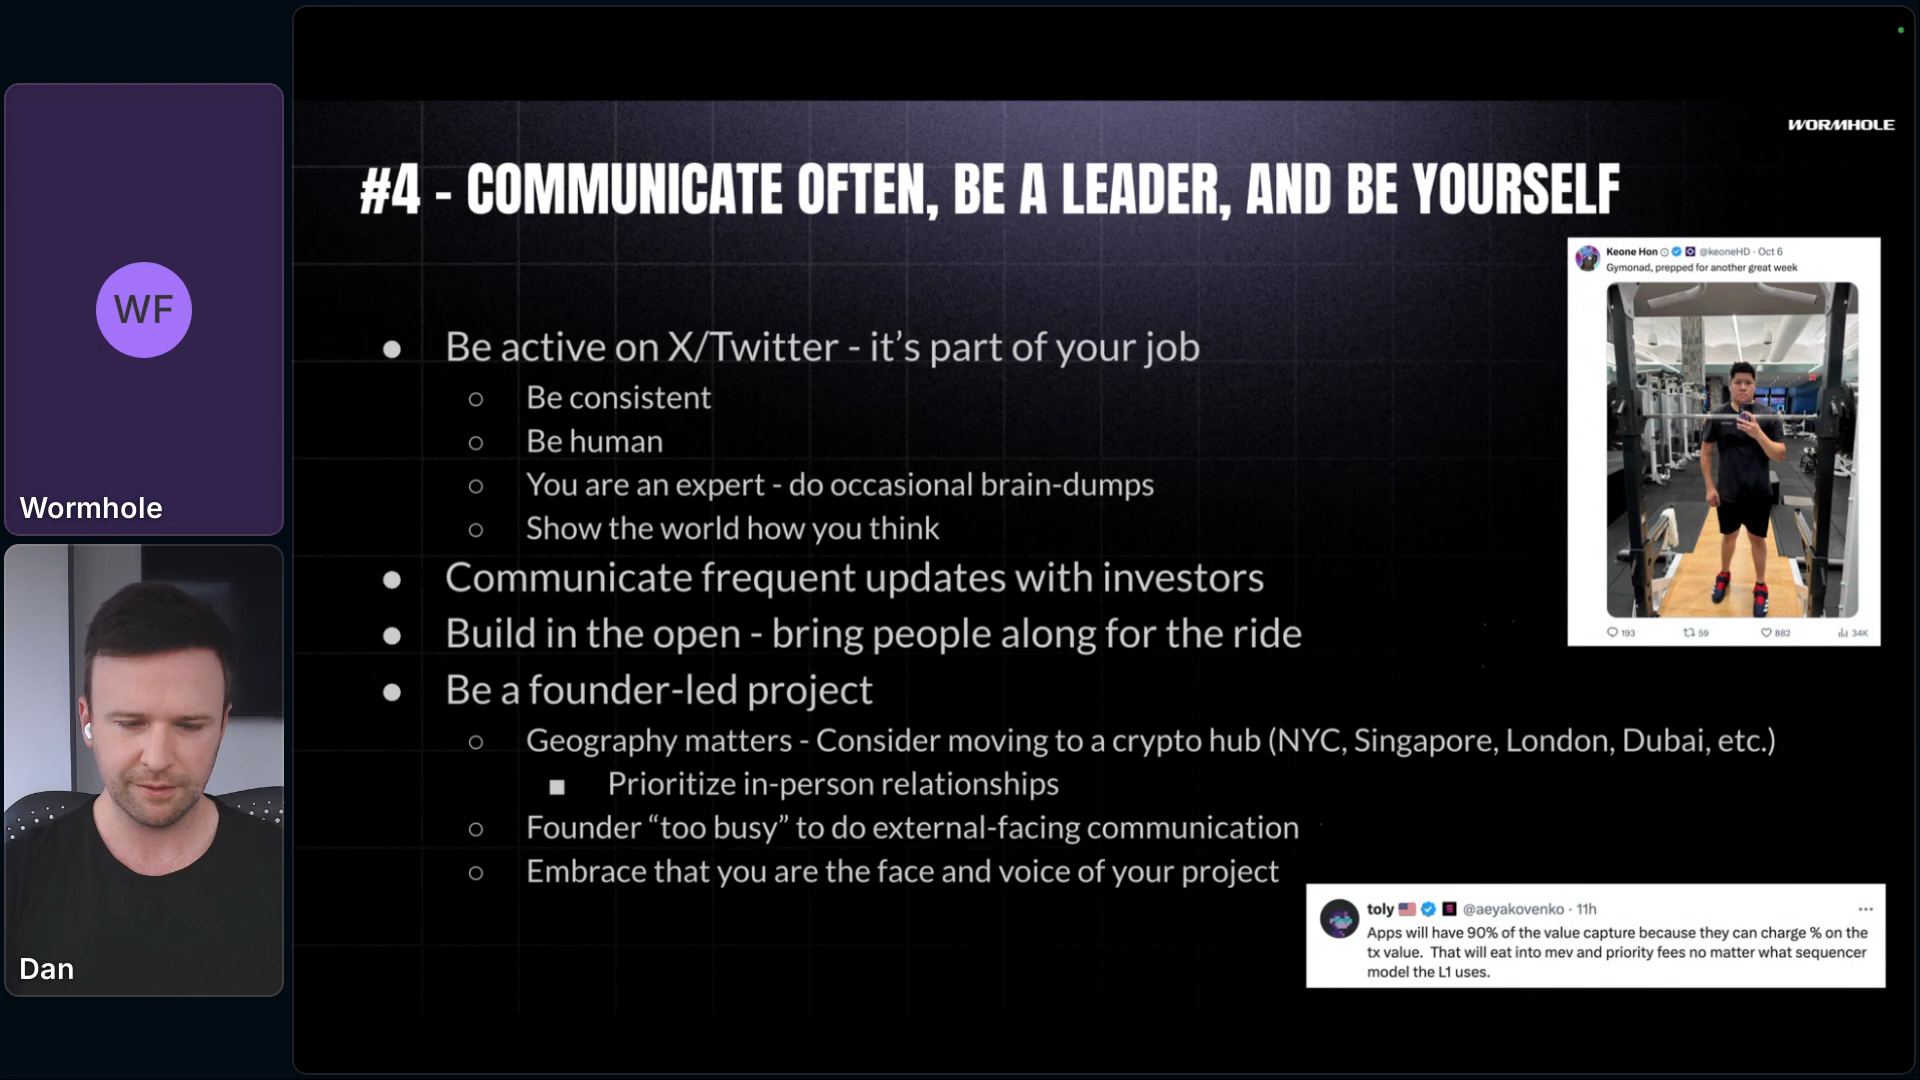 WF
Wormhole
Dan
WORMHOLE
#4 - COMMUNICATE OFTEN, BE A LEADER, AND BE YOURSELF
Keone Hon @keoneHD · Oct 6
Gymonad, prepped for another great week
193 59 882 34K
● Be active on X/Twitter - it’s part of your job
○ Be consistent
○ Be human
○ You are an expert - do occasional brain-dumps
○ Show the world how you think
● Communicate frequent updates with investors
● Build in the open - bring people along for the ride
● Be a founder-led project
○ Geography matters - Consider moving to a crypto hub (NYC, Singapore, London, Dubai, etc.)
■ Prioritize in-person relationships
○ Founder “too busy” to do external-facing communication
○ Embrace that you are the face and voice of your project
toly @aeyakovenko · 11h
Apps will have 90% of the value capture because they can charge % on the
tx value. That will eat into mev and priority fees no matter what sequencer
model the L1 uses.